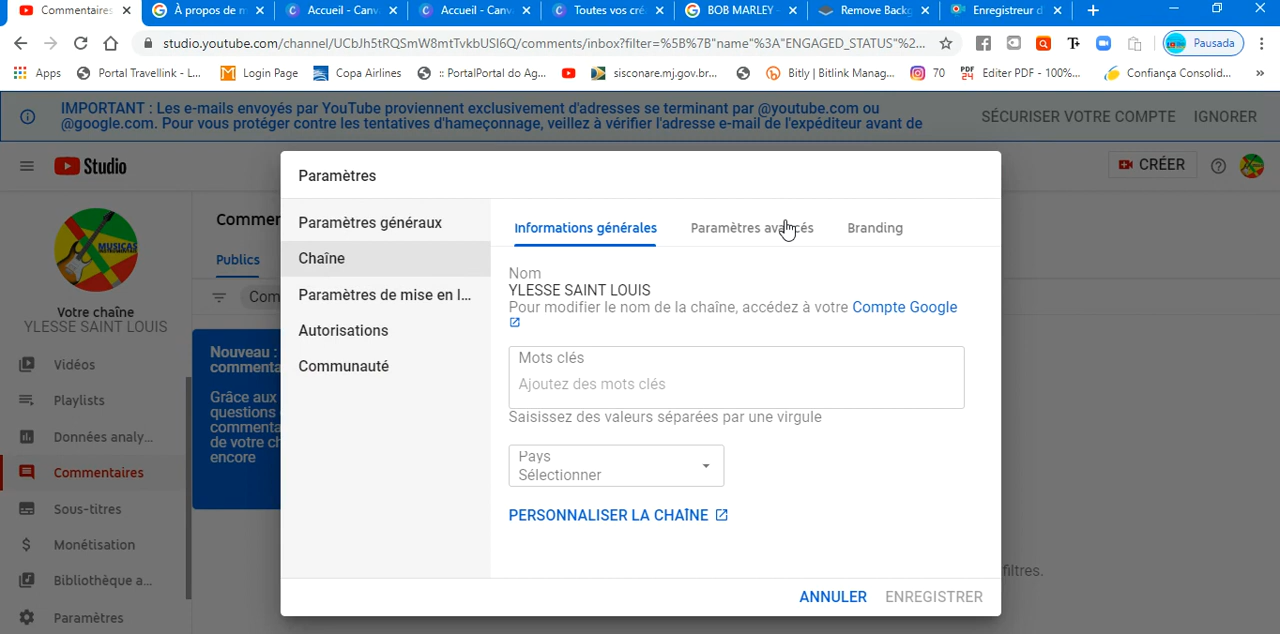 Commentaires
À propos de m
Accueil - Canv
Accueil - Canv
Toutes vos cré
BOB MARLEY -
Remove Backg
Enregistreur d
studio.youtube.com/channel/UCbJh5tRQSmW8mtTvkbUSl6Q/comments/inbox?filter=%5B%7B"name"%3A"ENGAGED_STATUS"%2...
Pausada
Apps
Portal Travellink - L...
Login Page
Copa Airlines
:: PortalPortal do Ag...
sisconare.mj.gov.br...
Bitly | Bitlink Manag...
70
Editer PDF - 100%...
Confiança Consolid...
IMPORTANT : Les e-mails envoyés par YouTube proviennent exclusivement d'adresses se terminant par @youtube.com ou
@google.com. Pour vous protéger contre les tentatives d'hameçonnage, veillez à vérifier l'adresse e-mail de l'expéditeur avant de
SÉCURISER VOTRE COMPTE
IGNORER
Studio
CRÉER
MUSICAS
Votre chaîne
YLESSE SAINT LOUIS
Vidéos
Playlists
Données analy...
Commentaires
Sous-titres
Monétisation
Bibliothèque a...
Paramètres
Commen
Publics
Com
Nouveau :
commenta
Grâce aux
questions
commenta
de votre ch
encore
filtres.
Paramètres
Paramètres généraux
Chaîne
Paramètres de mise en l...
Autorisations
Communauté
Informations générales
Paramètres avancés
Branding
Nom
YLESSE SAINT LOUIS
Pour modifier le nom de la chaîne, accédez à votre Compte Google
Mots clés
Ajoutez des mots clés
Saisissez des valeurs séparées par une virgule
Pays
Sélectionner
PERSONNALISER LA CHAÎNE
ANNULER
ENREGISTRER